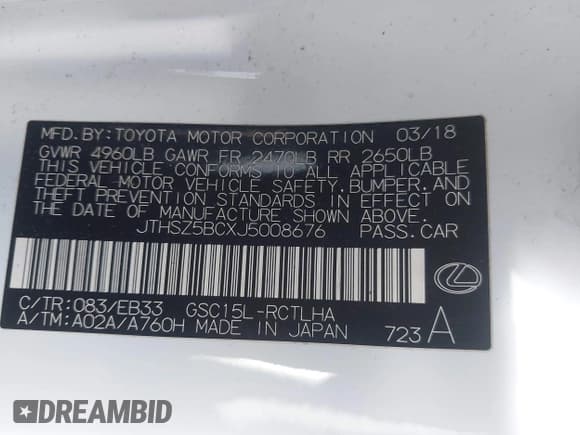 MFD.BY:TOYOTA MOTOR CORPORATION 03/18
GVWR 4960LB GAWR FR 2470LB RR 2650LB
THIS VEHICLE CONFORMS TO ALL APPLICABLE
FEDERAL MOTOR VEHICLE SAFETY.BUMPER.AND
THEFT PREVENTION STANDARDS IN EFFECT ON
THE DATE OF MANUFACTURE SHOWN ABOVE.
JTHSZ5BCXJ5008676 PASS.CAR
C/TR:083/EB33 GSC15L-RCTLHA
A/TM:A02A/A760H MADE IN JAPAN 723 A
DREAMBID